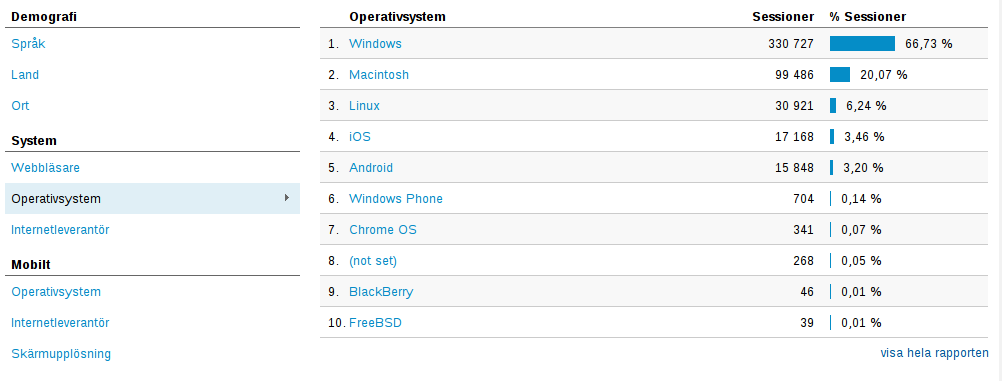 Demografi
Språk
Land
Ort
System
Webbläsare
Operativsystem
Internetleverantör
Mobilt
Operativsystem
Internetleverantör
Skärmupplösning
Operativsystem Sessioner % Sessioner
1. Windows 330 727 66,73 %
2. Macintosh 99 486 20,07 %
3. Linux 30 921 6,24 %
4. iOS 17 168 3,46 %
5. Android 15 848 3,20 %
6. Windows Phone 704 0,14 %
7. Chrome OS 341 0,07 %
8. (not set) 268 0,05 %
9. BlackBerry 46 0,01 %
10. FreeBSD 39 0,01 %
visa hela rapporten